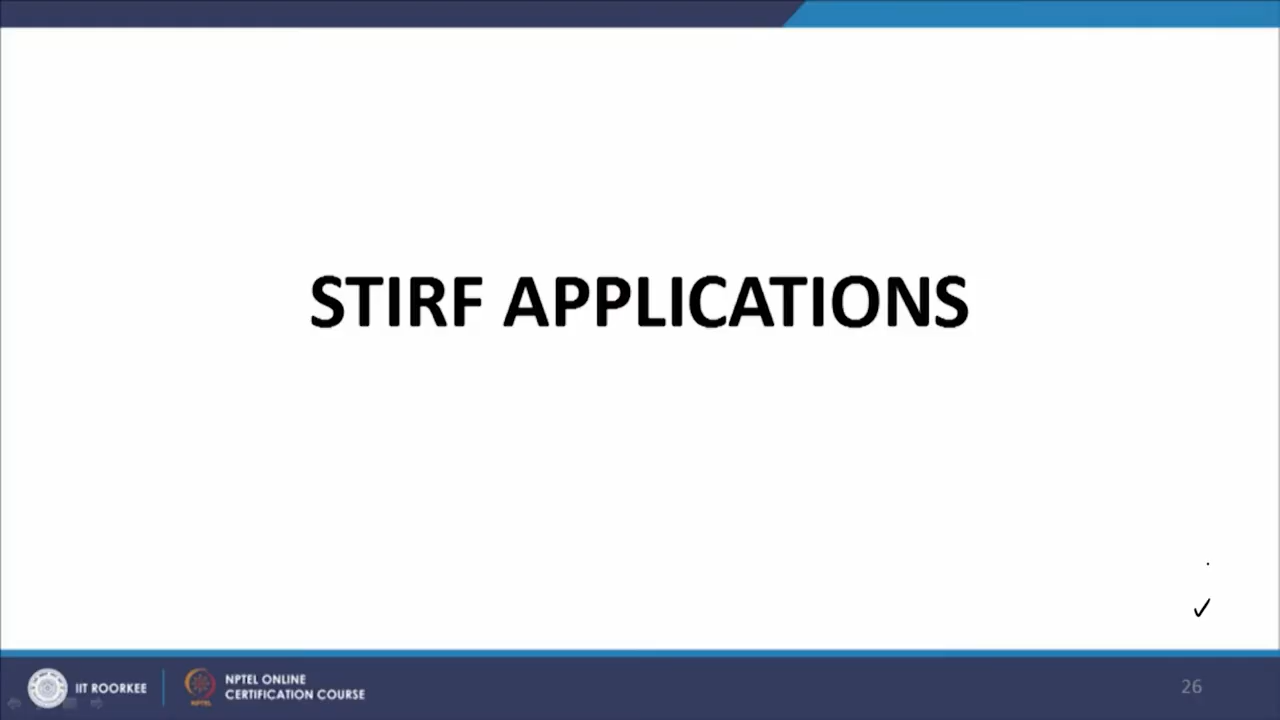 STIRF APPLICATIONS
✓
IIT ROORKEE
NPTEL ONLINE
CERTIFICATION COURSE
26